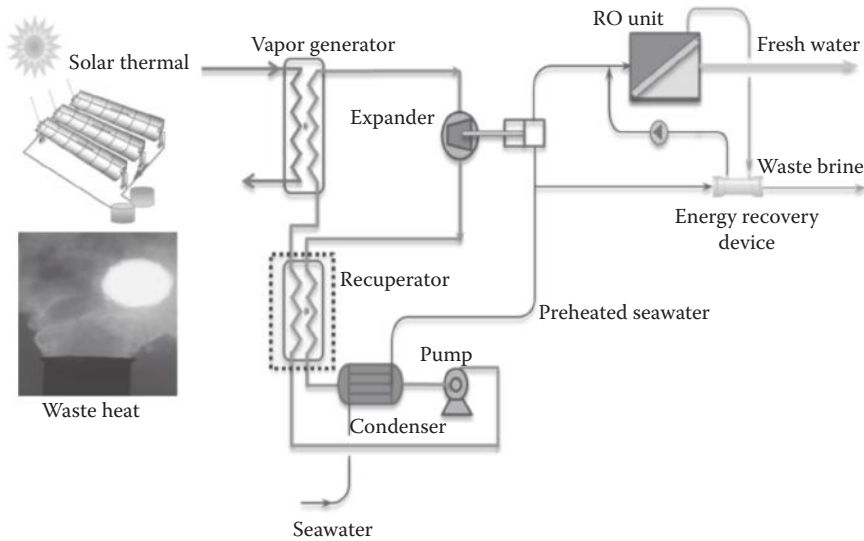 RO unit
Vapor generator
Fresh water
Solar thermal
Expander
Waste brine
Energy recovery
device
Recuperator
Preheated seawater
Pump
Waste heat
Condenser
Seawater